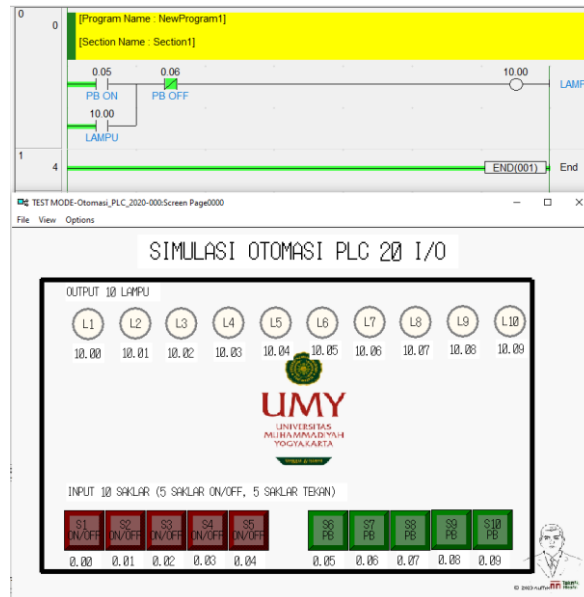 0
0
[Program Name : NewProgram1]
[Section Name : Section1]
0.05
0.06
10.00
PB ON
PB OFF
LAMP
10.00
LAMPU
1
4
END(001)
End
TEST MODE-Otomasi_PLC_2020-000:Screen Page0000
File View Options
SIMULASI OTOMASI PLC 20 I/O
OUTPUT 10 LAMPU
L1 L2 L3 L4 L5 L6 L7 L8 L9 L10
10.00 10.01 10.02 10.03 10.04 10.05 10.06 10.07 10.08 10.09
UMY
UNIVERSITAS
MUHAMMADIYAH
YOGYAKARTA
INPUT 10 SAKLAR (5 SAKLAR ON/OFF, 5 SAKLAR TEKAN)
S1 S2 S3 S4 S5 S6 S7 S8 S9 S10
ON/OFF ON/OFF ON/OFF ON/OFF ON/OFF PB PB PB PB PB
0.00 0.01 0.02 0.03 0.04 0.05 0.06 0.07 0.08 0.09